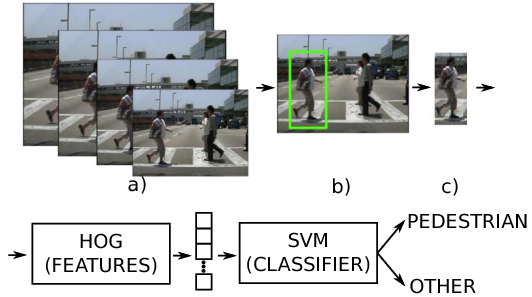 a)
b)
c)
HOG
(FEATURES)
SVM
(CLASSIFIER)
PEDESTRIAN
OTHER